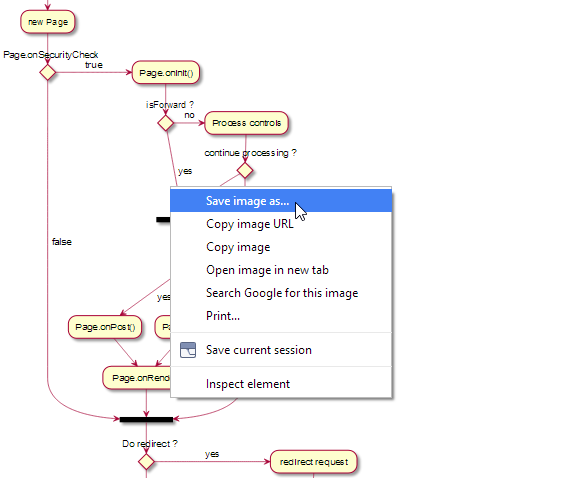 new Page
Page.onSecurityCheck
true
Page.onInit()
isForward ?
no
Process controls
continue processing ?
yes
Save image as...
Copy image URL
false
Copy image
Open image in new tab
yes
Search Google for this image
Print...
Page.onPost()
Save current session
Page.onRend
Inspect element
Do redirect ?
yes
redirect request